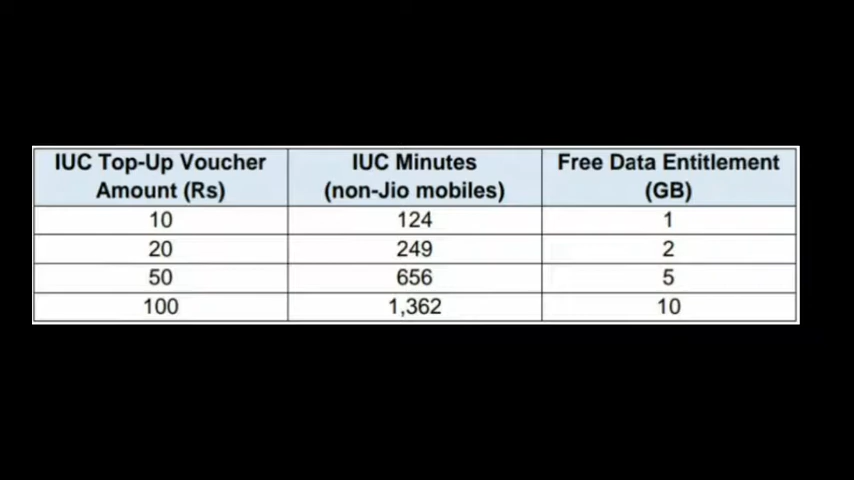 IUC Top-Up Voucher Amount (Rs) IUC Minutes (non-Jio mobiles) Free Data Entitlement (GB)
10 124 1
20 249 2
50 656 5
100 1,362 10